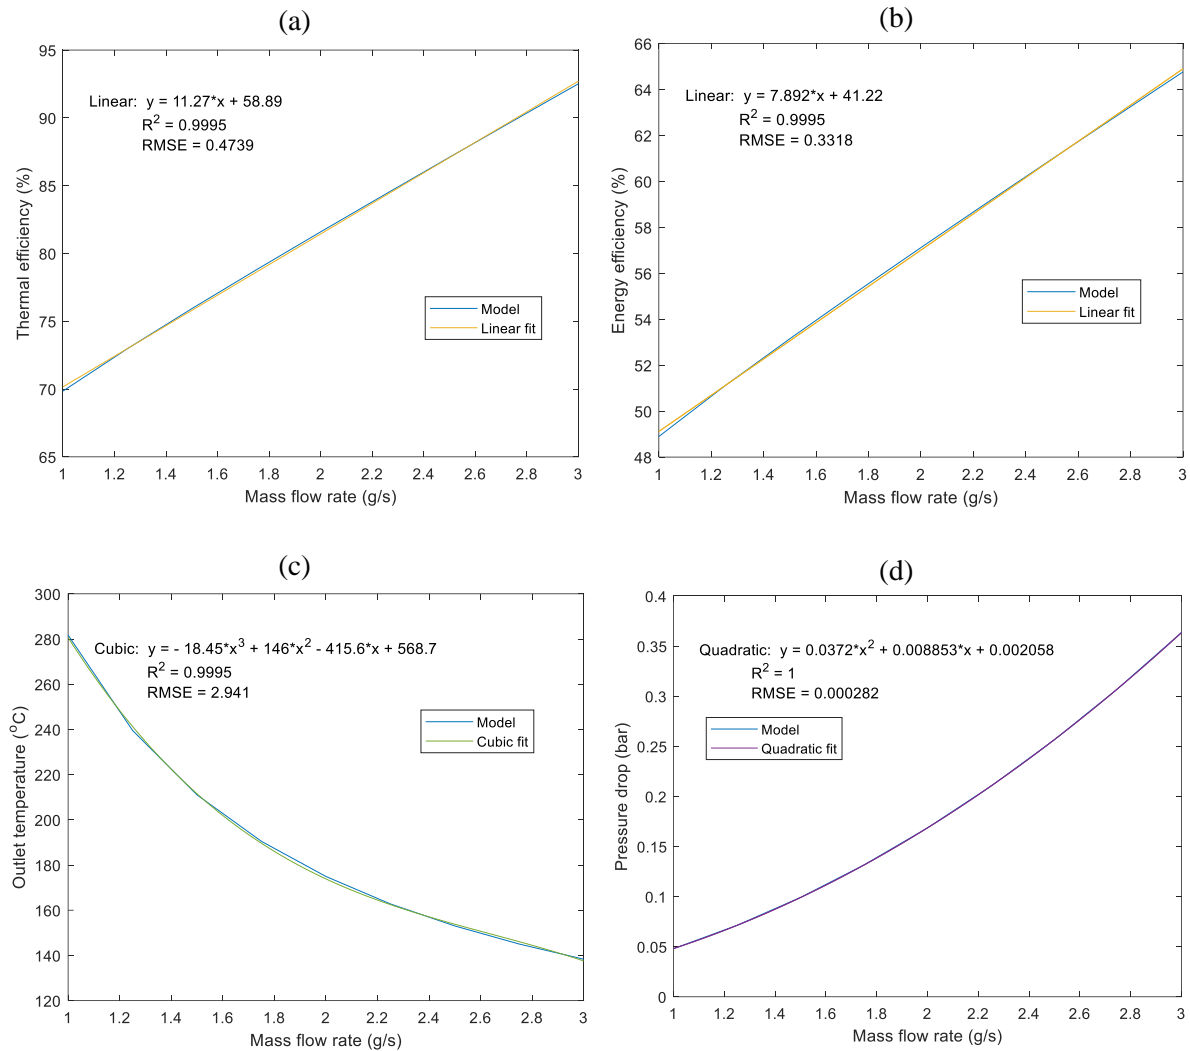 (a)
95
90
85
80
75
70
65
Thermal efficiency (%)
Linear: y = 11.27*x + 58.89
R² = 0.9995
RMSE = 0.4739
Model
Linear fit
1 1.2 1.4 1.6 1.8 2 2.2 2.4 2.6 2.8 3
Mass flow rate (g/s)
(b)
66
64
62
60
58
56
54
52
50
48
Energy efficiency (%)
Linear: y = 7.892*x + 41.22
R² = 0.9995
RMSE = 0.3318
Model
Linear fit
1 1.2 1.4 1.6 1.8 2 2.2 2.4 2.6 2.8 3
Mass flow rate (g/s)
(c)
300
280
260
240
220
200
180
160
140
120
Outlet temperature (°C)
Cubic: y = - 18.45*x³ + 146*x² - 415.6*x + 568.7
R² = 0.9995
RMSE = 2.941
Model
Cubic fit
1 1.2 1.4 1.6 1.8 2 2.2 2.4 2.6 2.8 3
Mass flow rate (g/s)
(d)
0.4
0.35
0.3
0.25
0.2
0.15
0.1
0.05
0
Pressure drop (bar)
Quadratic: y = 0.0372*x² + 0.008853*x + 0.002058
R² = 1
RMSE = 0.000282
Model
Quadratic fit
1 1.2 1.4 1.6 1.8 2 2.2 2.4 2.6 2.8 3
Mass flow rate (g/s)